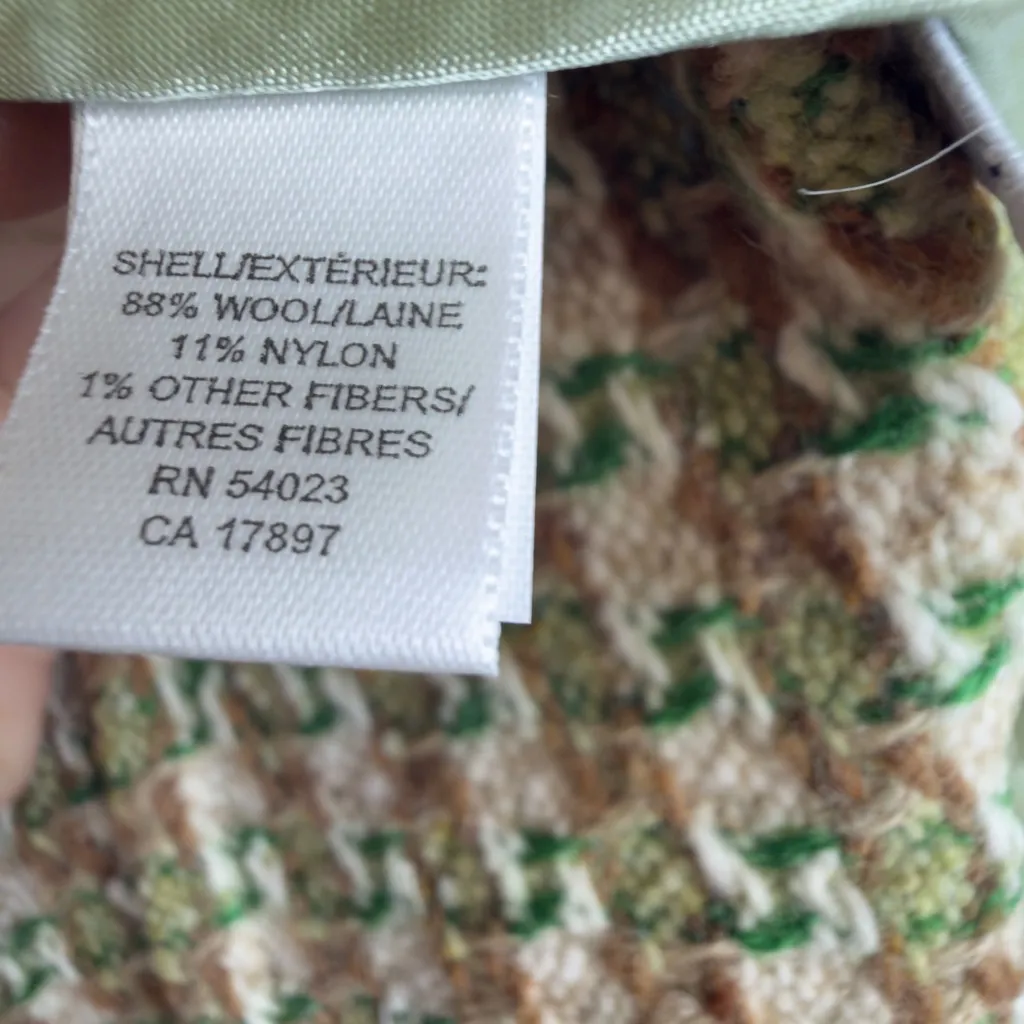 SHELL/EXTÉRIEUR:
88% WOOL/LAINE
11% NYLON
1% OTHER FIBERS/
AUTRES FIBRES
RN 54023
CA 17897